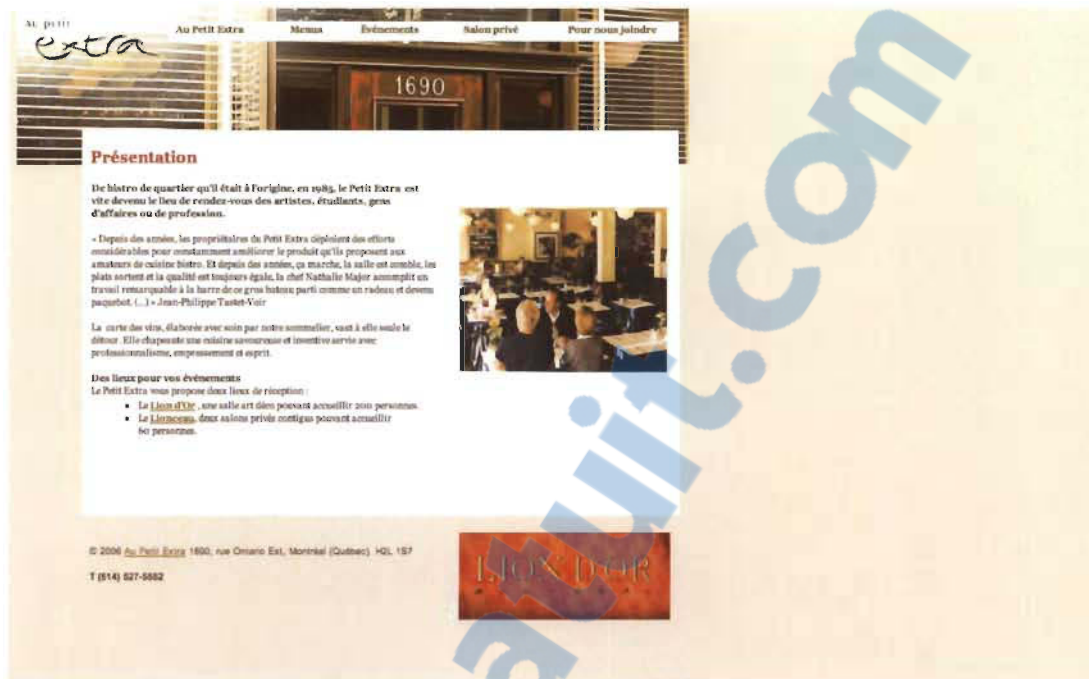 Au petit
extra
Au Petit Extra Menus Événements Salon privé Pour nous joindre
1690
Présentation
De bistro de quartier qu'il était à l'origine, en 1985, le Petit Extra est
vite devenu le lieu de rendez-vous des artistes, étudiants, gens
d'affaires ou de profession.
« Depuis des années, les propriétaires du Petit Extra déploient des efforts
considérables pour constamment améliorer le produit qu'ils proposent aux
amateurs de cuisine bistro. Et depuis des années, ça marche, la salle est comble, les
plats sortent et la qualité est toujours égale, la chef Nathalie Major accomplit un
travail remarquable à la barre de ce gros bateau parti comme un radeau et devenu
paquebot. (...) » Jean-Philippe Tastet-Voir
La carte des vins, élaborée avec soin par notre sommelier, vaut à elle seule le
détour. Elle chapeaute une cuisine savoureuse et inventive servie avec
professionnalisme, empressement et esprit.
Des lieux pour vos événements
Le Petit Extra vous propose deux lieux de réception :
• Le Lion d'Or , une salle art déco pouvant accueillir 200 personnes.
• Le Lionceau, deux salons privés contigus pouvant accueillir
60 personnes.
© 2006 Au Petit Extra 1690, rue Ontario Est, Montréal (Québec) H2L 1S7
T (514) 527-5552
LION D'OR
atuit.com